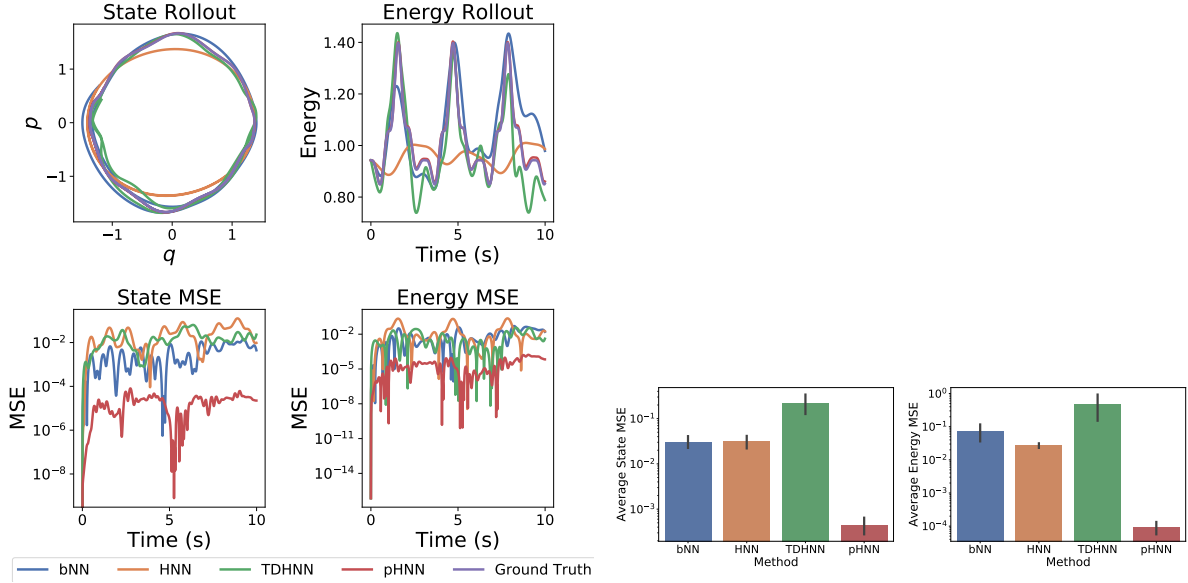 State Rollout
1
0
−1
p
−1
0
1
q
Energy Rollout
1.40
1.20
1.00
0.80
Energy
0
5
10
Time (s)
State MSE
10⁻²
10⁻⁴
10⁻⁶
10⁻⁸
MSE
0
5
10
Time (s)
Energy MSE
10⁻²
10⁻⁵
10⁻⁸
10⁻¹¹
10⁻¹⁴
MSE
0
5
10
Time (s)
bNN HNN TDHNN pHNN Ground Truth
10⁻¹
10⁻²
10⁻³
Average State MSE
bNN HNN TDHNN pHNN
Method
10⁰
10⁻¹
10⁻²
10⁻³
10⁻⁴
Average Energy MSE
bNN HNN TDHNN pHNN
Method